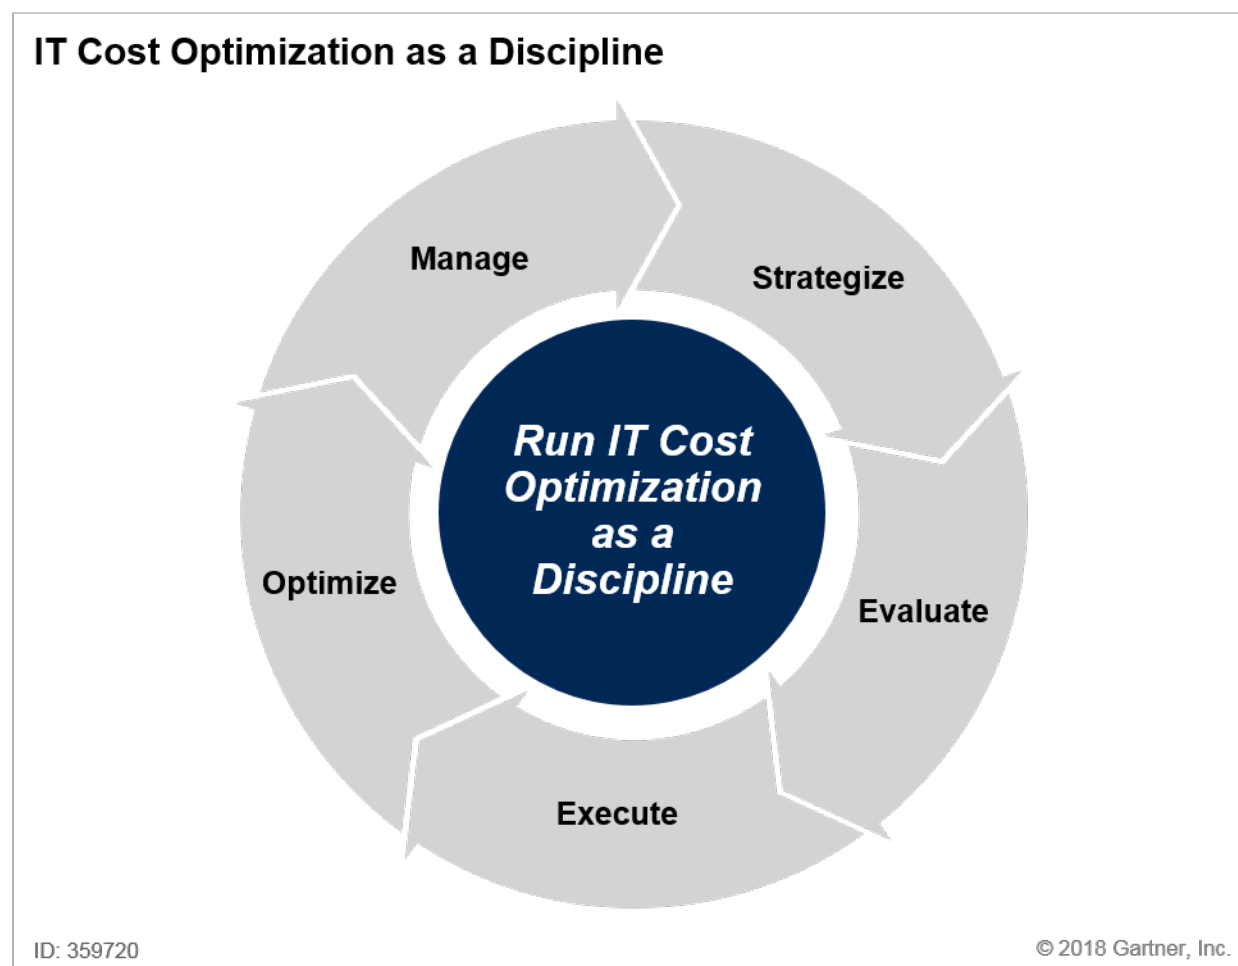 IT Cost Optimization as a Discipline
Manage
Strategize
Run IT Cost
Optimization
as a
Discipline
Optimize
Evaluate
Execute
ID: 359720
© 2018 Gartner, Inc.